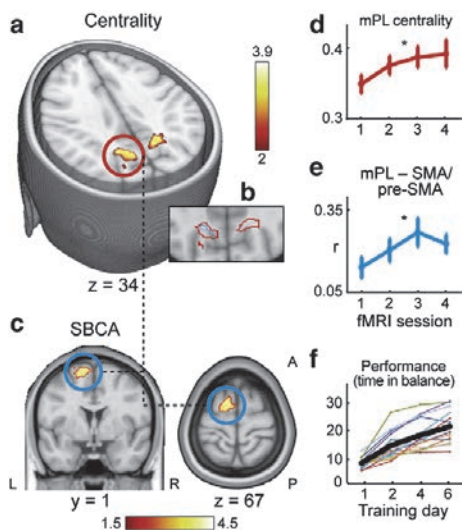 a
Centrality
3.9
2
b
z = 34
c
SBCA
A
L
R
P
y = 1
z = 67
1.5
4.5
d
mPL centrality
*
0.4
0.3
1 2 3 4
e
mPL – SMA/
pre-SMA
0.35
*
r
0.05
1 2 3 4
fMRI session
f
Performance
(time in balance)
30
20
10
0
1 2 4 6
Training day